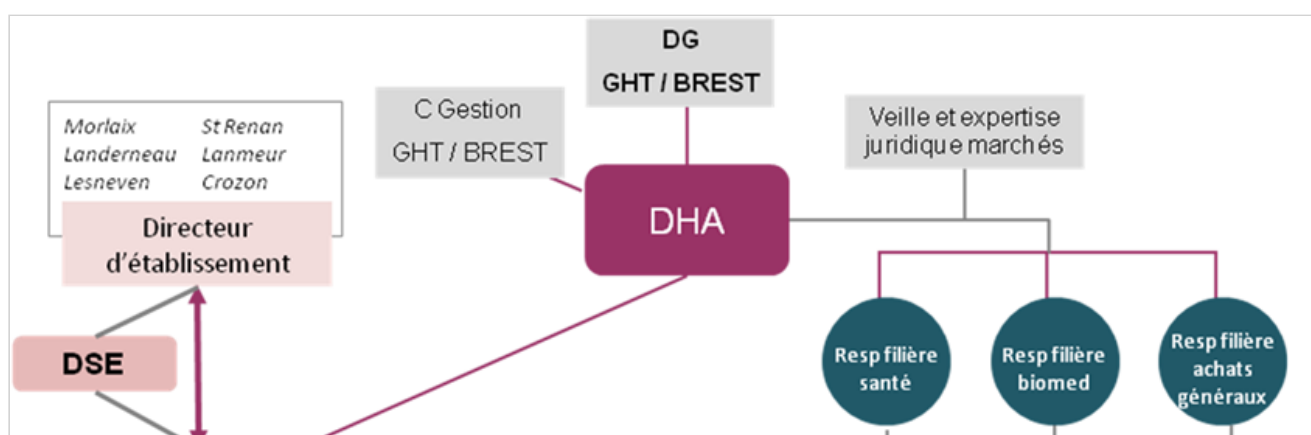 DG
GHT / BREST
C Gestion
GHT / BREST
Veille et expertise
juridique marchés
Morlaix St Renan
Landerneau Lanmeur
Lesneven Crozon
Directeur
d'établissement
DHA
DSE
Resp filière
santé
Resp filière
biomed
Resp filière
achats
généraux